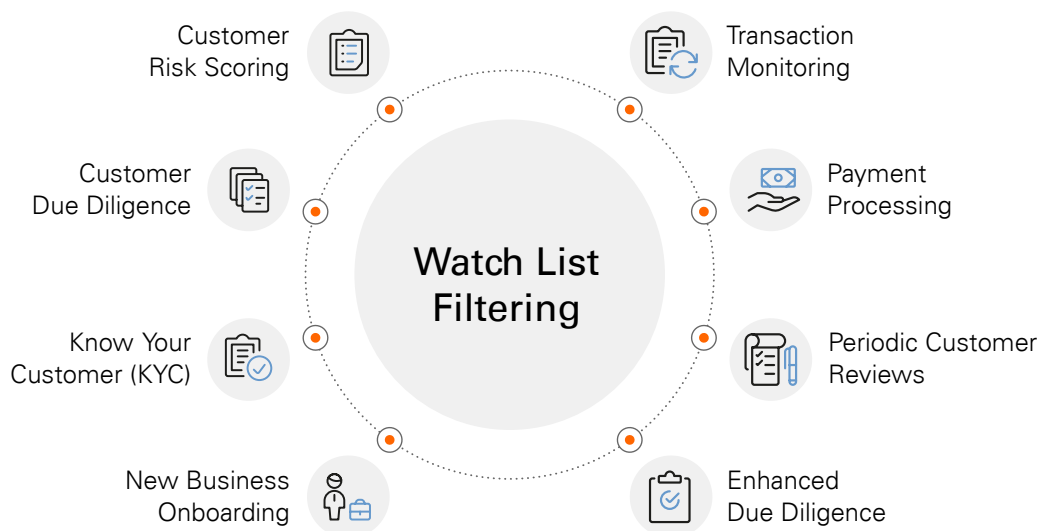 Customer
Risk Scoring
Transaction
Monitoring
Customer
Due Diligence
Payment
Processing
Watch List
Filtering
Know Your
Customer (KYC)
Periodic Customer
Reviews
New Business
Onboarding
Enhanced
Due Diligence